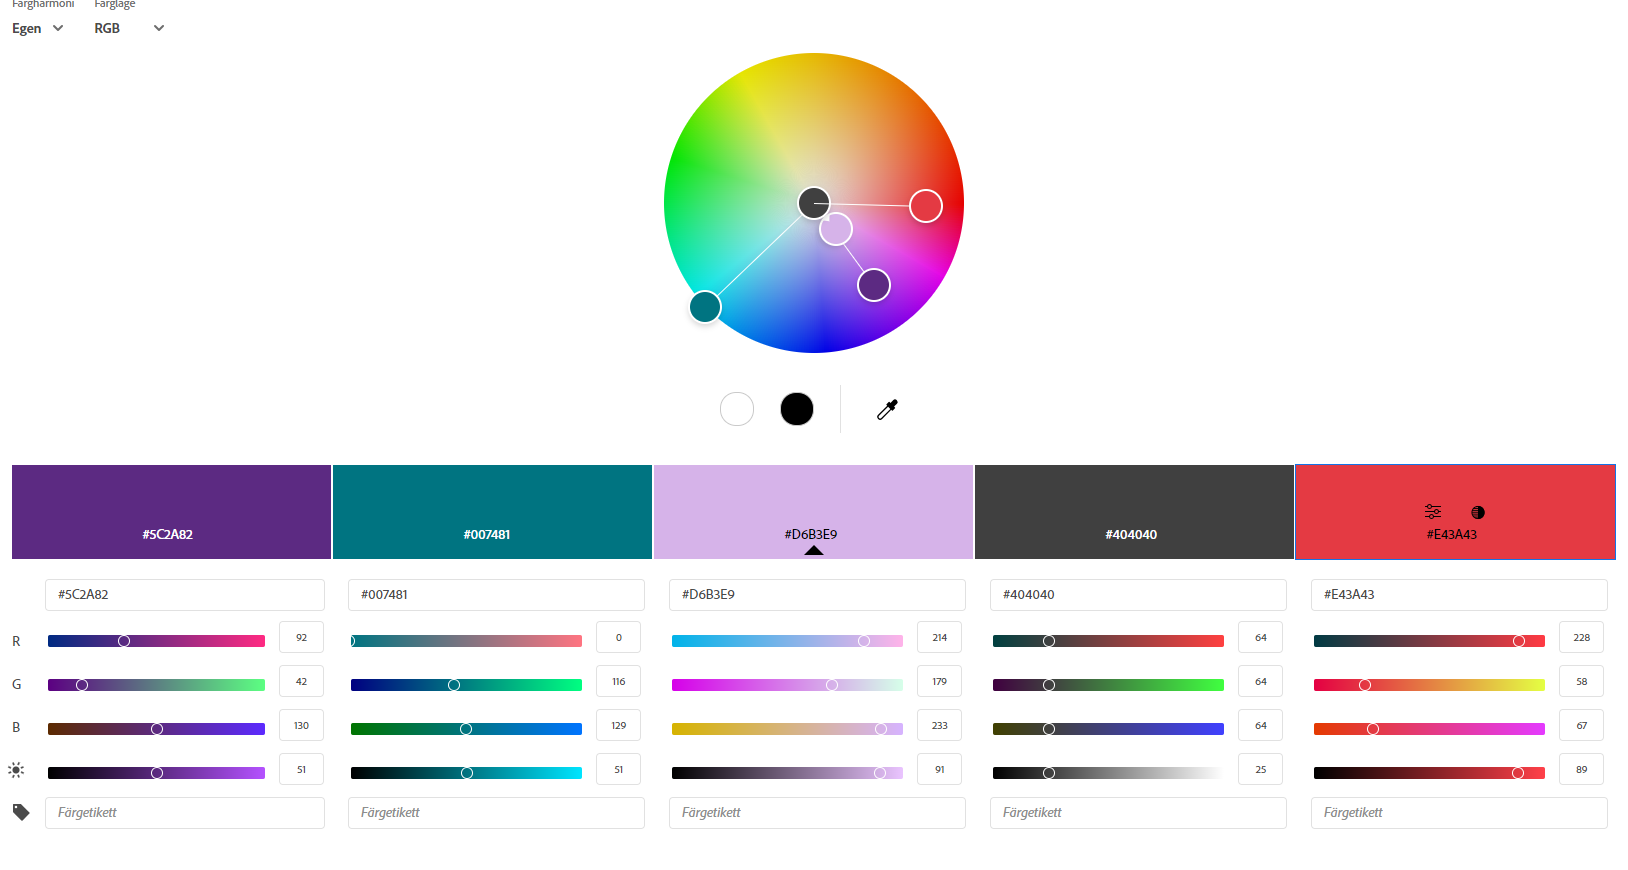 Färgharmoni Färgläge
Egen RGB
#5C2A82 #007481 #D6B3E9 #404040 #E43A43
#5C2A82 #007481 #D6B3E9 #404040 #E43A43
R 92 0 214 64 228
G 42 116 179 64 58
B 130 129 233 64 67
51 51 91 25 89
Färgetikett Färgetikett Färgetikett Färgetikett Färgetikett